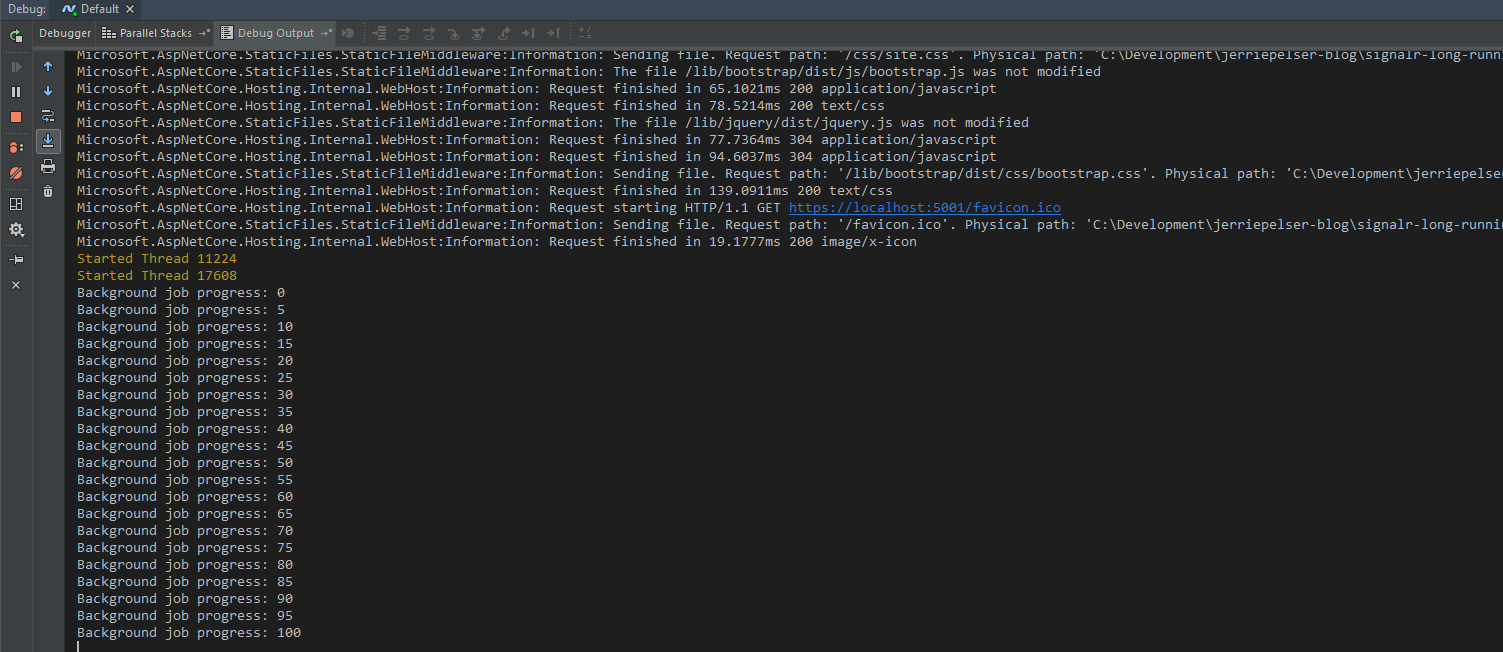 Debug: Default
Debugger Parallel Stacks Debug Output
Microsoft.AspNetCore.StaticFiles.StaticFileMiddleware:Information: Sending file. Request path: '/css/site.css'. Physical path: 'C:\Development\jerriepelser-blog\signalr-long-runni
Microsoft.AspNetCore.StaticFiles.StaticFileMiddleware:Information: The file /lib/bootstrap/dist/js/bootstrap.js was not modified
Microsoft.AspNetCore.Hosting.Internal.WebHost:Information: Request finished in 65.1021ms 200 application/javascript
Microsoft.AspNetCore.Hosting.Internal.WebHost:Information: Request finished in 78.5214ms 200 text/css
Microsoft.AspNetCore.StaticFiles.StaticFileMiddleware:Information: The file /lib/jquery/dist/jquery.js was not modified
Microsoft.AspNetCore.Hosting.Internal.WebHost:Information: Request finished in 77.7364ms 304 application/javascript
Microsoft.AspNetCore.Hosting.Internal.WebHost:Information: Request finished in 94.6037ms 304 application/javascript
Microsoft.AspNetCore.StaticFiles.StaticFileMiddleware:Information: Sending file. Request path: '/lib/bootstrap/dist/css/bootstrap.css'. Physical path: 'C:\Development\jerriepelser
Microsoft.AspNetCore.Hosting.Internal.WebHost:Information: Request finished in 139.0911ms 200 text/css
Microsoft.AspNetCore.Hosting.Internal.WebHost:Information: Request starting HTTP/1.1 GET https://localhost:5001/favicon.ico
Microsoft.AspNetCore.StaticFiles.StaticFileMiddleware:Information: Sending file. Request path: '/favicon.ico'. Physical path: 'C:\Development\jerriepelser-blog\signalr-long-runnin
Microsoft.AspNetCore.Hosting.Internal.WebHost:Information: Request finished in 19.1777ms 200 image/x-icon
Started Thread 11224
Started Thread 17608
Background job progress: 0
Background job progress: 5
Background job progress: 10
Background job progress: 15
Background job progress: 20
Background job progress: 25
Background job progress: 30
Background job progress: 35
Background job progress: 40
Background job progress: 45
Background job progress: 50
Background job progress: 55
Background job progress: 60
Background job progress: 65
Background job progress: 70
Background job progress: 75
Background job progress: 80
Background job progress: 85
Background job progress: 90
Background job progress: 95
Background job progress: 100